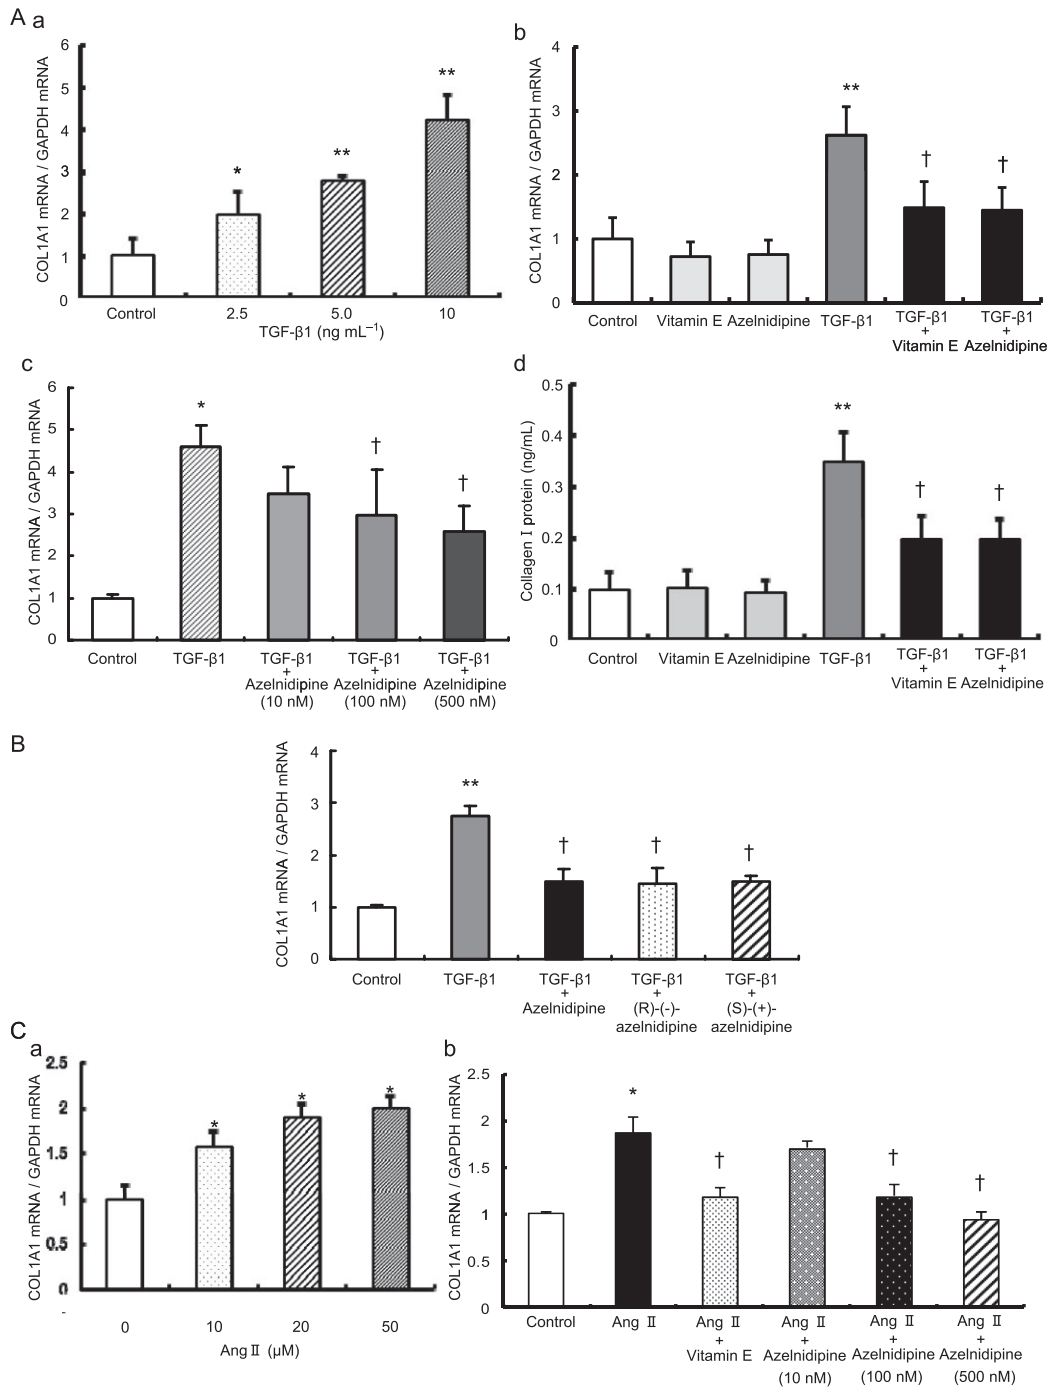 A a
COL1A1 mRNA / GAPDH mRNA
6
5
4
3
2
1
0
*
**
**
Control
2.5
5.0
10
TGF-β1 (ng mL⁻¹)
b
COL1A1 mRNA / GAPDH mRNA
4
3
2
1
0
**
†
†
Control
Vitamin E
Azelnidipine
TGF-β1
TGF-β1
+
Vitamin E
TGF-β1
+
Azelnidipine
c
COL1A1 mRNA / GAPDH mRNA
6
5
4
3
2
1
0
*
†
†
Control
TGF-β1
TGF-β1
+
Azelnidipine
(10 nM)
TGF-β1
+
Azelnidipine
(100 nM)
TGF-β1
+
Azelnidipine
(500 nM)
d
Collagen I protein (ng/mL)
0.5
0.4
0.3
0.2
0.1
0
**
†
†
Control
Vitamin E
Azelnidipine
TGF-β1
TGF-β1
+
Vitamin E
TGF-β1
+
Azelnidipine
B
COL1A1 mRNA / GAPDH mRNA
4
3
2
1
0
**
†
†
†
Control
TGF-β1
TGF-β1
+
Azelnidipine
TGF-β1
+
(R)-(-)-
azelnidipine
TGF-β1
+
(S)-(+)-
azelnidipine
C
a
COL1A1 mRNA / GAPDH mRNA
2.5
2
1.5
1
0.5
0
-
*
*
*
0
10
20
50
Ang II (μM)
b
COL1A1 mRNA / GAPDH mRNA
2.5
2
1.5
1
0.5
0
*
†
†
†
Control
Ang II
Ang II
+
Vitamin E
Ang II
+
Azelnidipine
(10 nM)
Ang II
+
Azelnidipine
(100 nM)
Ang II
+
Azelnidipine
(500 nM)